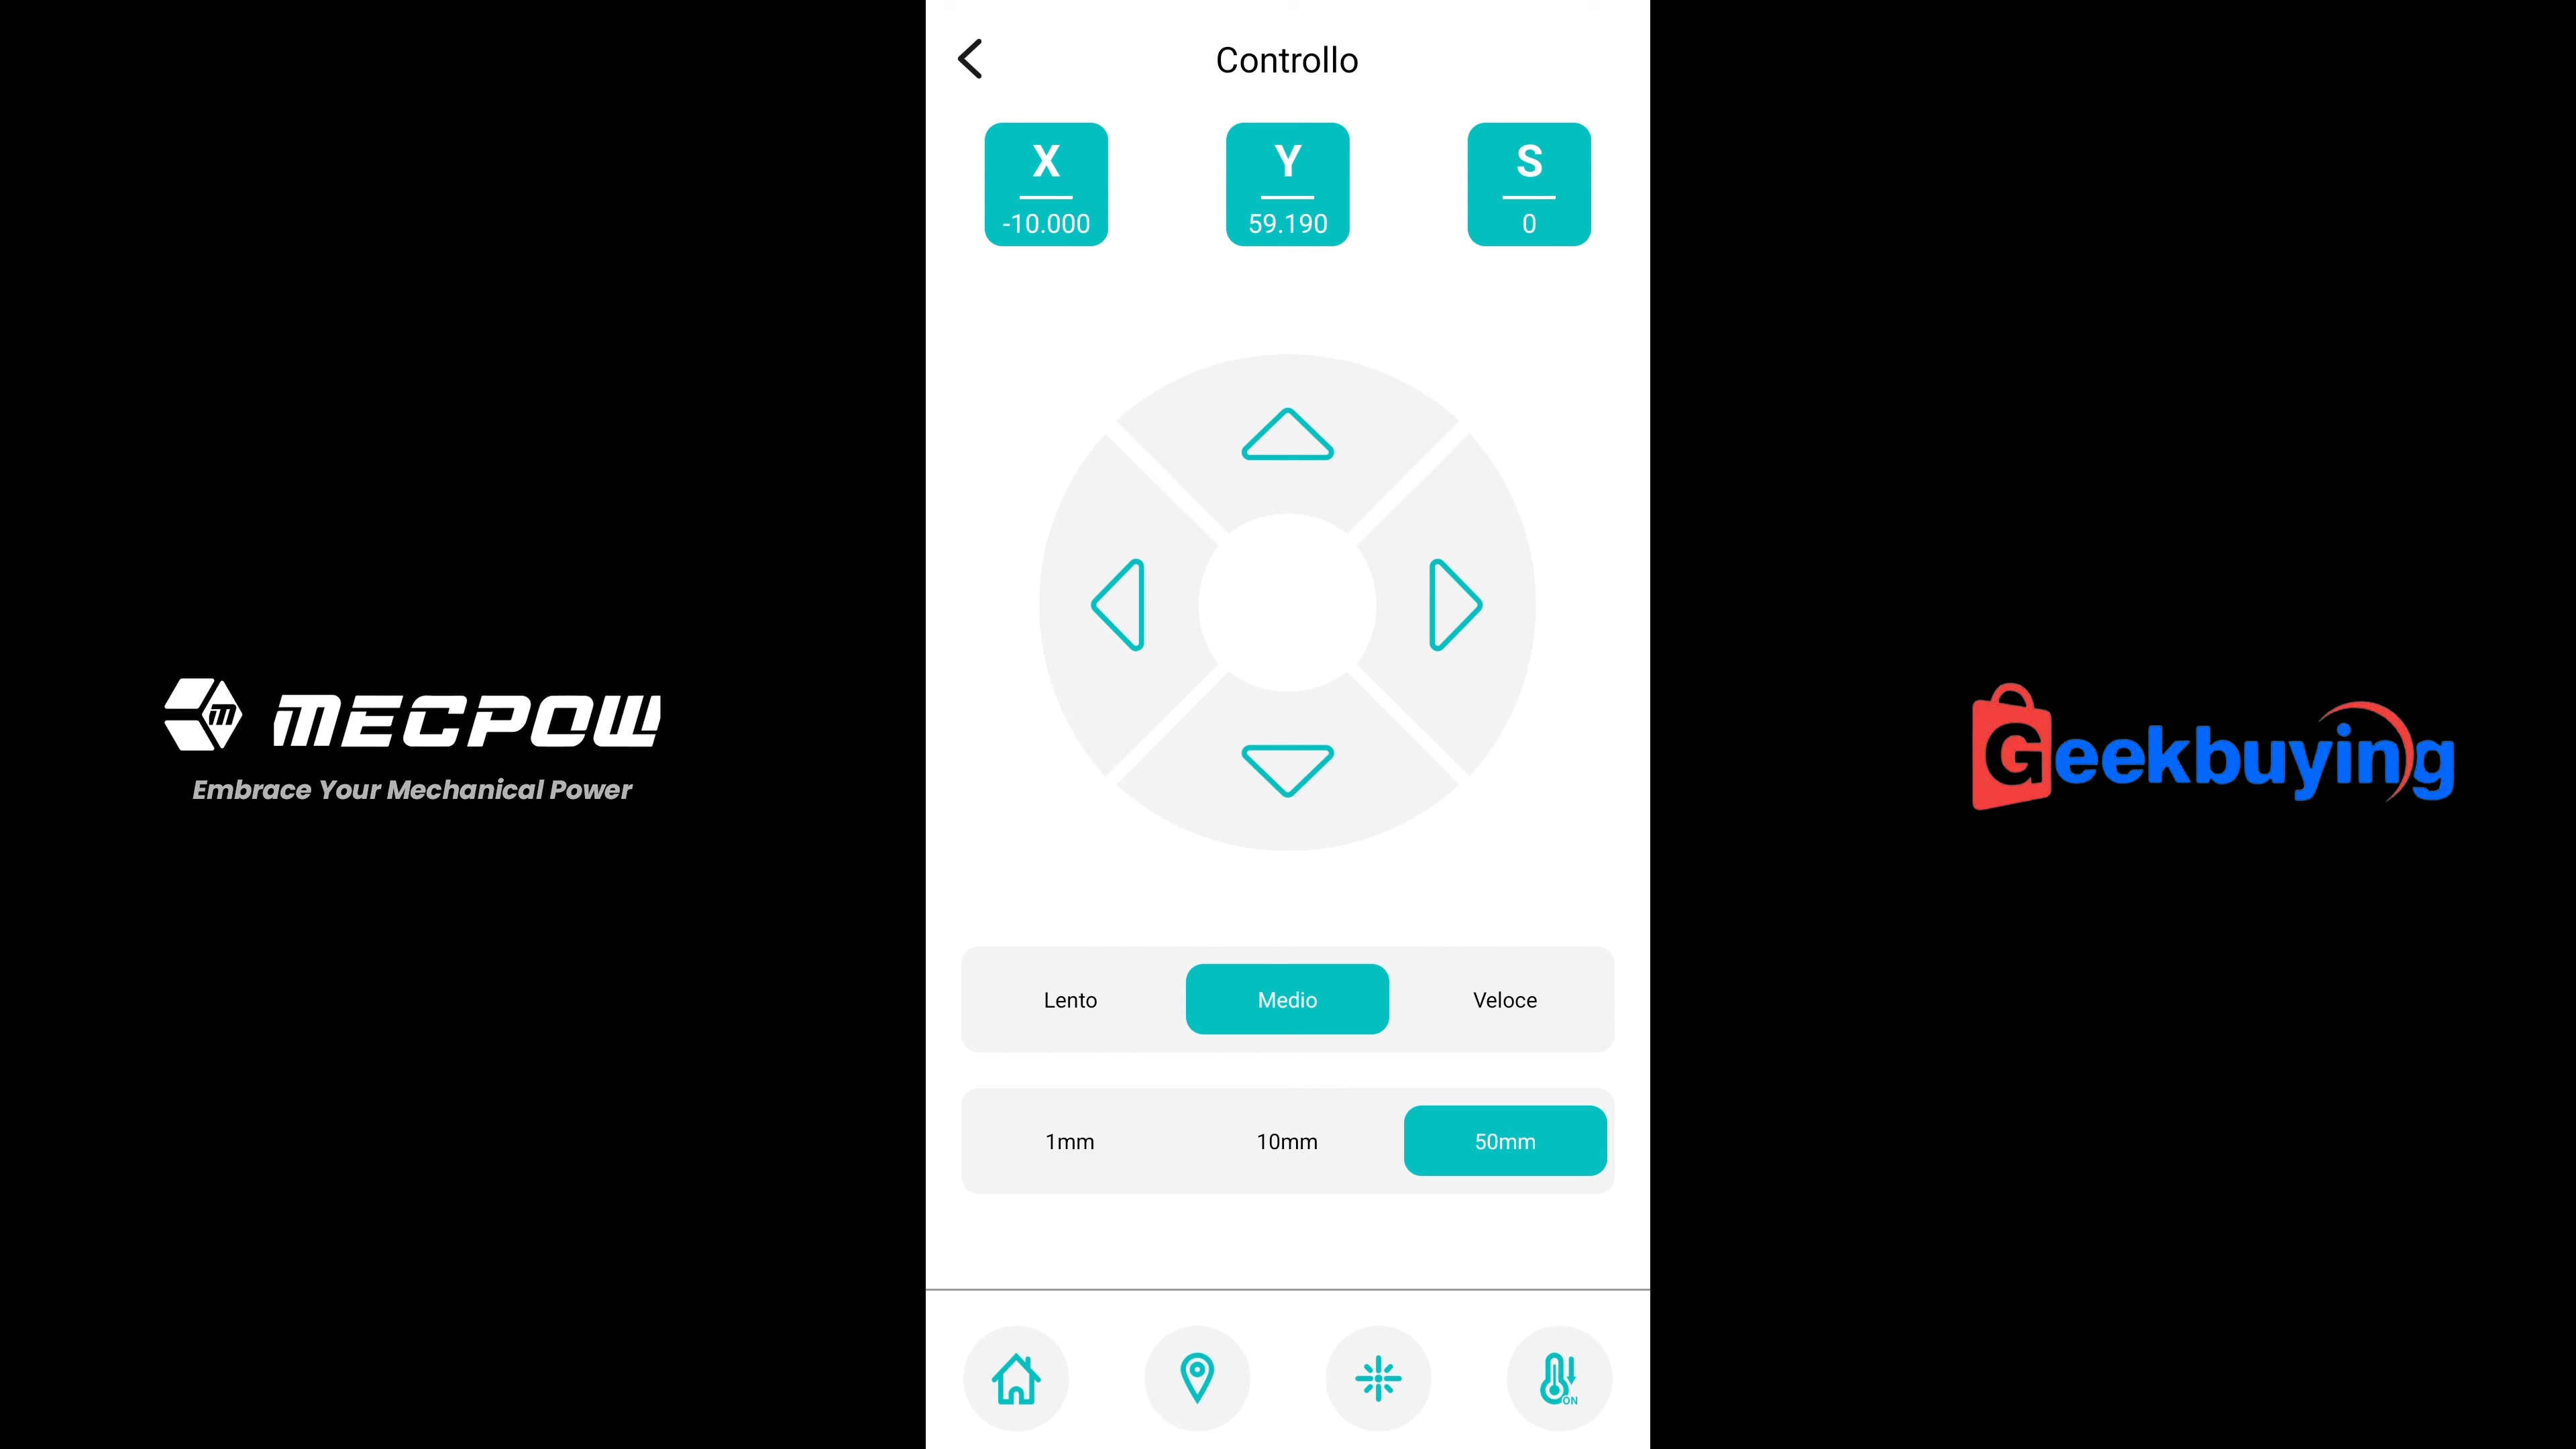 Controllo
X
-10.000
Y
59.190
S
0
MECPOW
Embrace Your Mechanical Power
Geekbuying
Lento
Medio
Veloce
1mm
10mm
50mm
ON